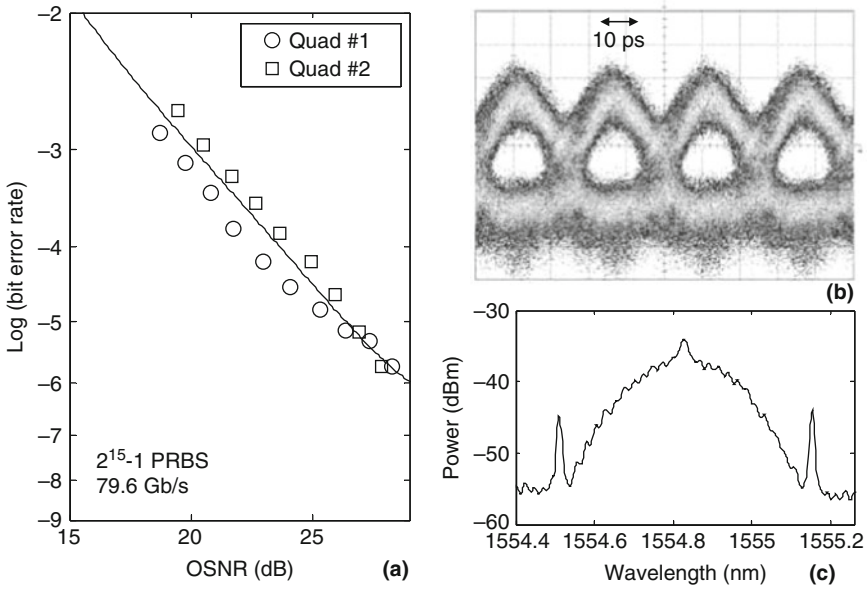 −2
−3
−4
−5
−6
−7
−8
−9
Log (bit error rate)
Quad #1
Quad #2
2¹⁵-1 PRBS
79.6 Gb/s
15
20
25
OSNR (dB)
(a)
10 ps
(b)
−30
−40
−50
−60
Power (dBm)
1554.4
1554.6
1554.8
1555
1555.2
Wavelength (nm)
(c)